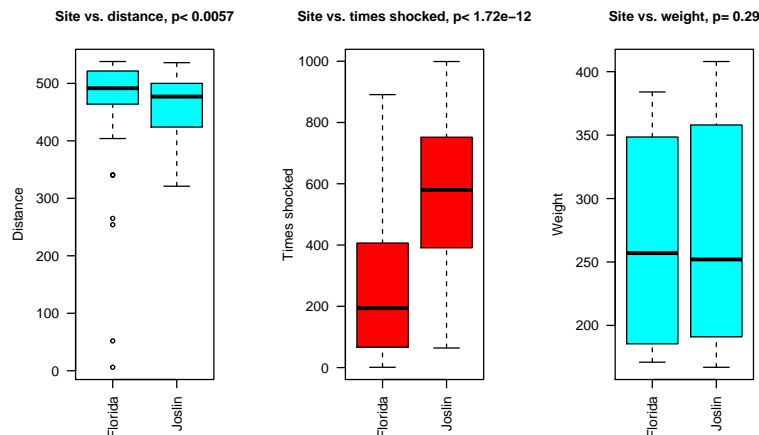 Site vs. distance, p< 0.0057
Distance
0
100
200
300
400
500
Florida
Joslin
Site vs. times shocked, p< 1.72e−12
Times shocked
0
200
400
600
800
1000
Florida
Joslin
Site vs. weight, p= 0.29
Weight
200
250
300
350
400
Florida
Joslin